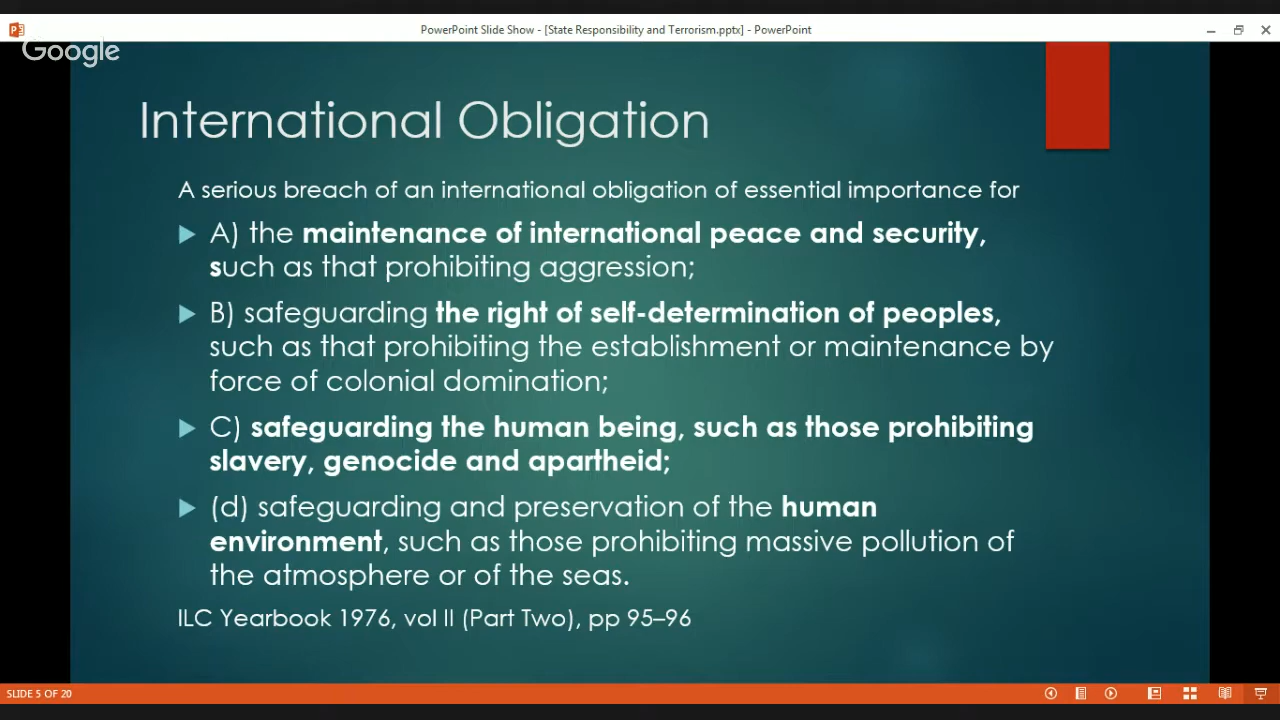 PowerPoint Slide Show - [State Responsibility and Terrorism.pptx] - PowerPoint
Google
International Obligation
A serious breach of an international obligation of essential importance for
A) the maintenance of international peace and security,
such as that prohibiting aggression;
B) safeguarding the right of self-determination of peoples,
such as that prohibiting the establishment or maintenance by
force of colonial domination;
C) safeguarding the human being, such as those prohibiting
slavery, genocide and apartheid;
(d) safeguarding and preservation of the human
environment, such as those prohibiting massive pollution of
the atmosphere or of the seas.
ILC Yearbook 1976, vol II (Part Two), pp 95–96
SLIDE 5 OF 20